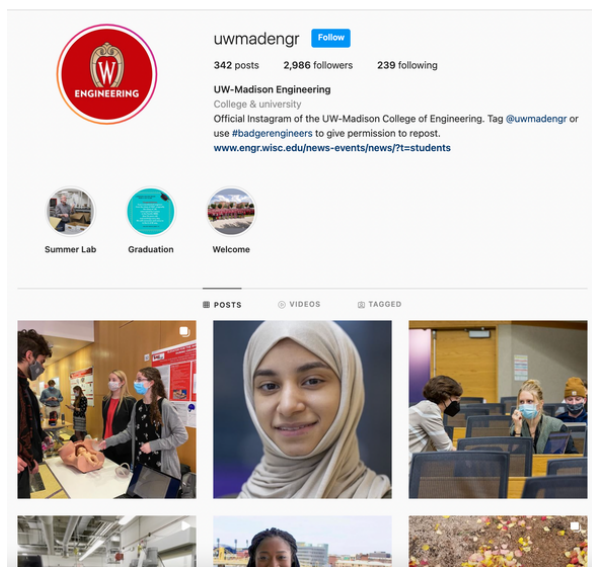 uwmadengr Follow
342 posts 2,986 followers 239 following
UW-Madison Engineering
College & university
Official Instagram of the UW-Madison College of Engineering. Tag @uwmadengr or
use #badgerengineers to give permission to repost.
www.engr.wisc.edu/news-events/news/?t=students
W
ENGINEERING
Summer Lab Graduation Welcome
POSTS VIDEOS TAGGED